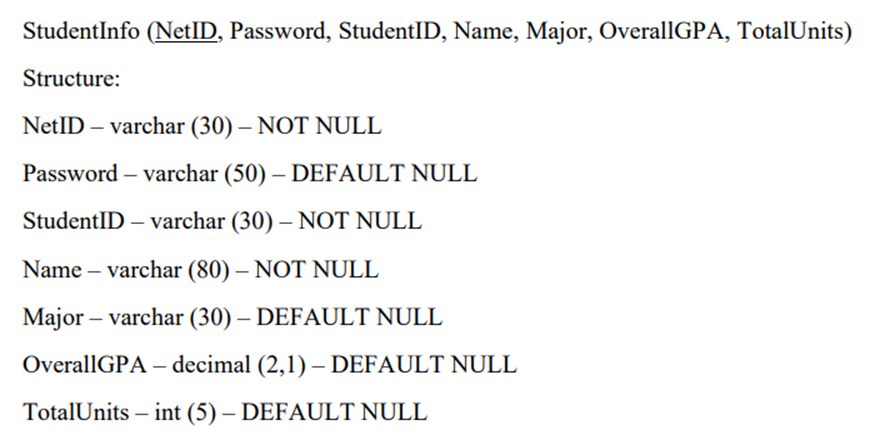 StudentInfo (NetID, Password, StudentID, Name, Major, OverallGPA, TotalUnits)
Structure:
NetID – varchar (30) – NOT NULL
Password – varchar (50) – DEFAULT NULL
StudentID – varchar (30) – NOT NULL
Name – varchar (80) – NOT NULL
Major – varchar (30) – DEFAULT NULL
OverallGPA – decimal (2,1) – DEFAULT NULL
TotalUnits – int (5) – DEFAULT NULL